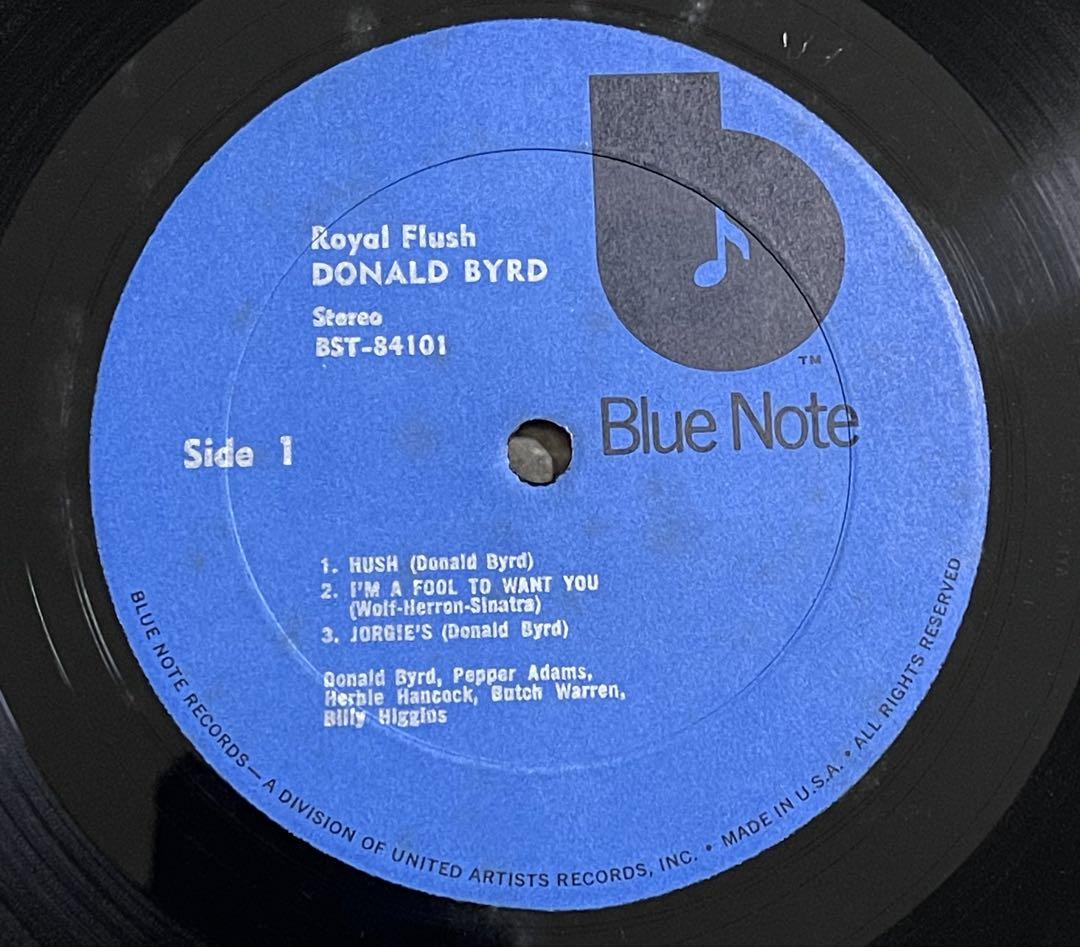 Royal Flush
DONALD BYRD
Stereo
BST-84101
TM
Blue Note
Side 1
1. HUSH (Donald Byrd)
2. I'M A FOOL TO WANT YOU
(Wolf-Herron-Sinatra)
3. JORGIE'S (Donald Byrd)
Donald Byrd, Pepper Adams,
Herbie Hancock, Butch Warren,
Billy Higgins
BLUE NOTE RECORDS—A DIVISION OF UNITED ARTISTS RECORDS, INC. • MADE IN U.S.A. • ALL RIGHTS RESERVED